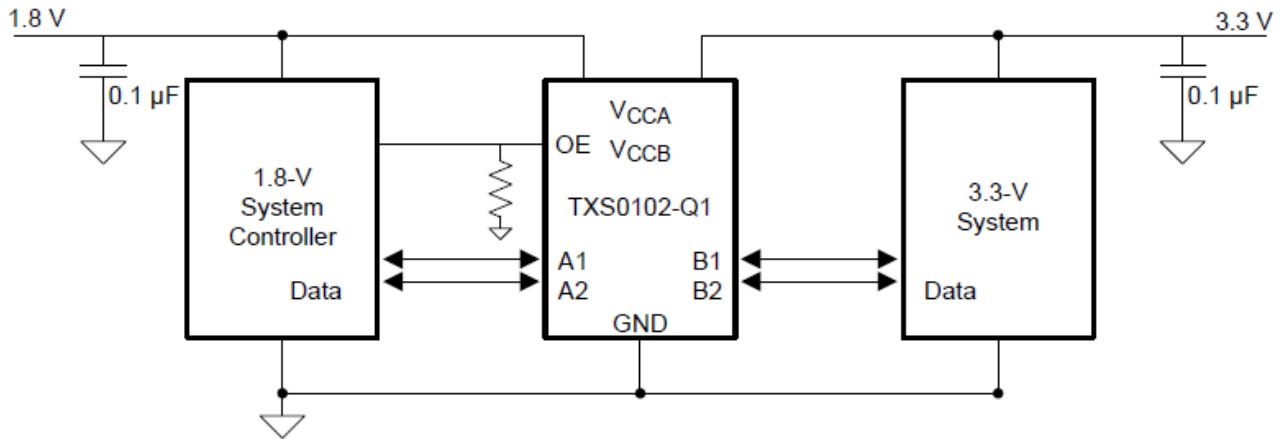 1.8 V
3.3 V
0.1 µF
0.1 µF
VCCA
OE
VCCB
1.8-V
System
Controller
TXS0102-Q1
3.3-V
System
A1
B1
Data
A2
B2
Data
GND